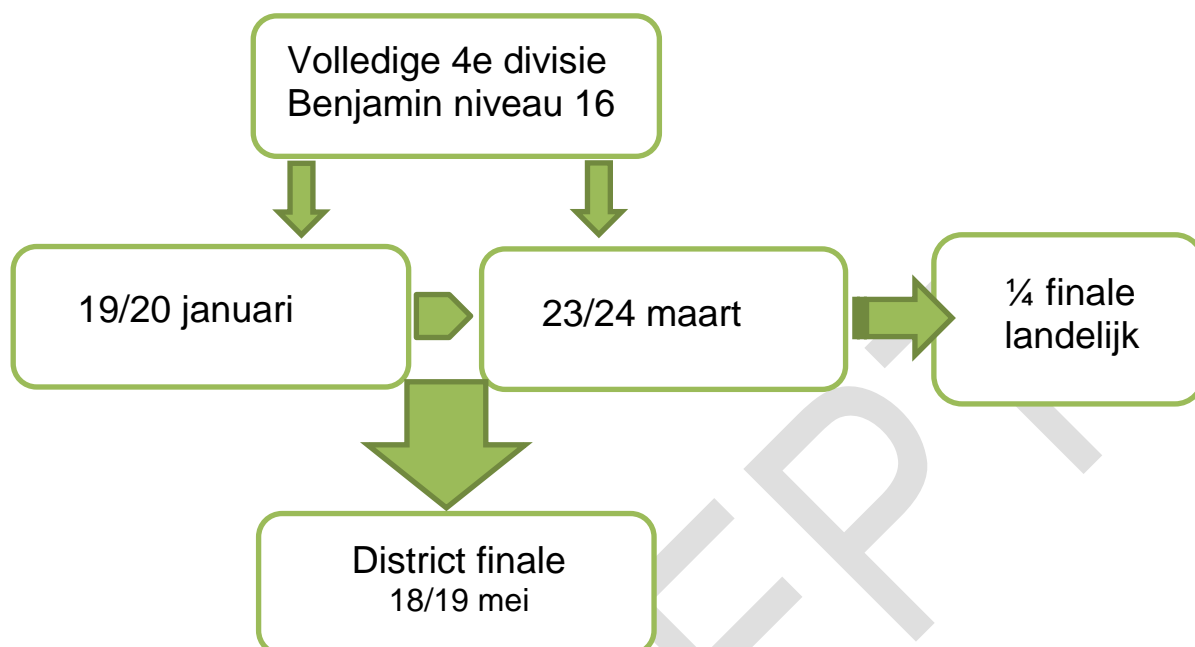 Volledige 4e divisie
Benjamin niveau 16
19/20 januari
23/24 maart
¼ finale
landelijk
District finale
18/19 mei